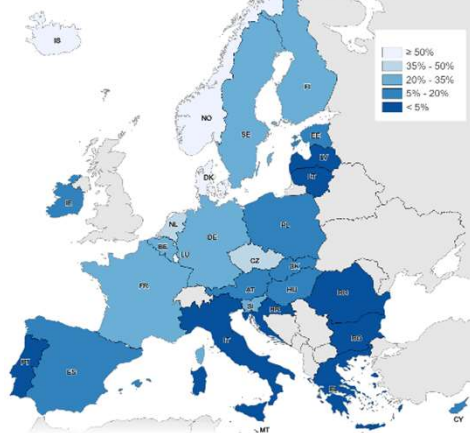 IS
≥ 50%
35% - 50%
20% - 35%
5% - 20%
< 5%
FI
NO
SE
EE
LV
LT
DK
IE
NL
PL
DE
BE
LU
CZ
SK
FR
AT
HU
SI
HR
RO
IT
BG
PT
ES
EL
CY
MT